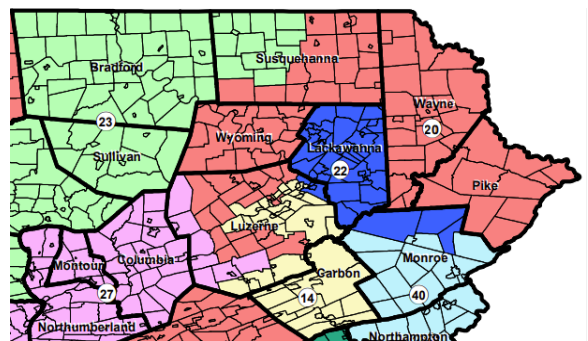 Bradford
Susquehanna
Wayne
23
20
Wyoming
Lackawanna
Sullivan
22
Pike
Luzerne
Columbia
Monroe
Montour
Carbon
27
14
40
Northumberland
Northampton